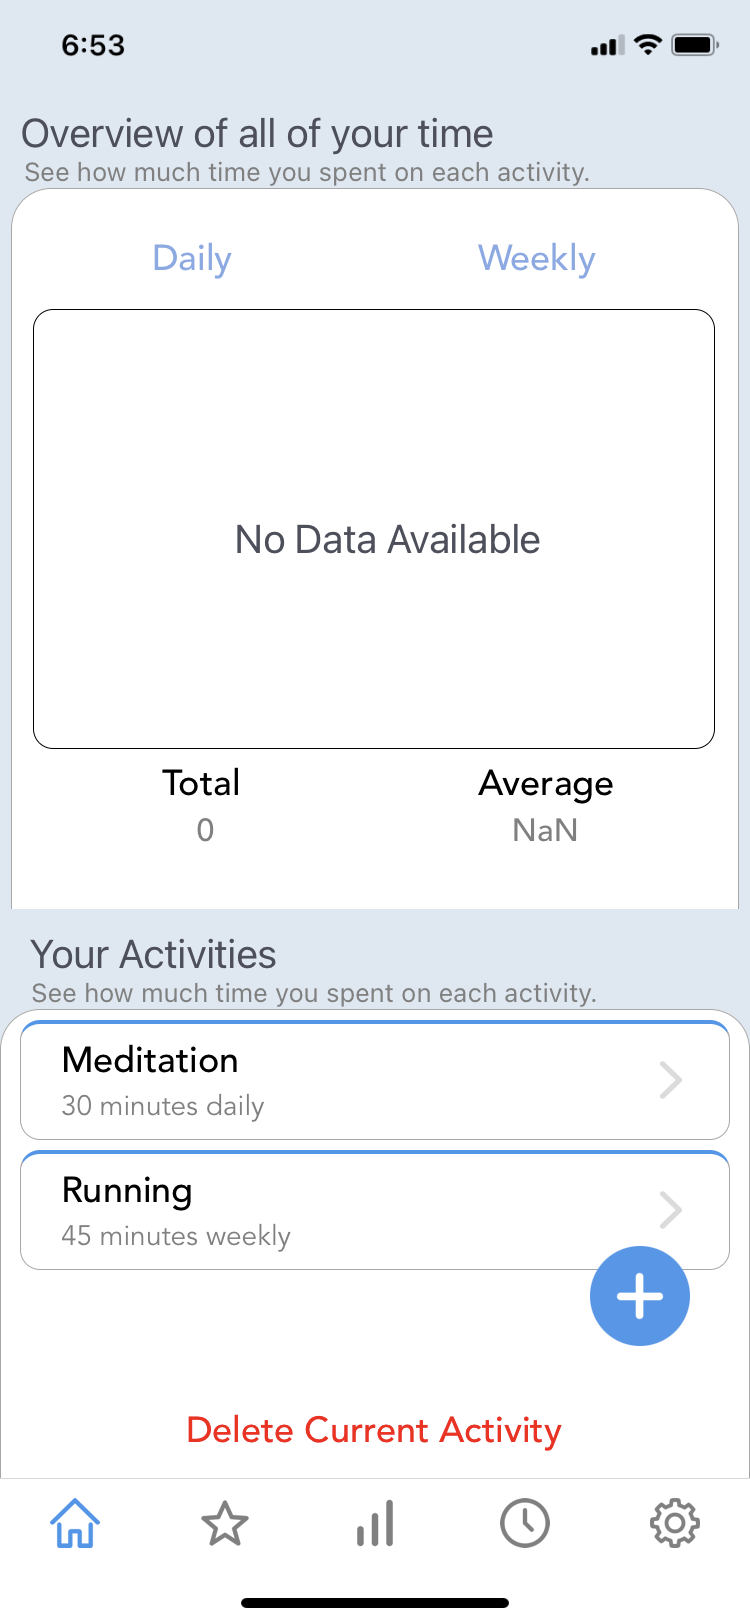 6:53
Overview of all of your time
See how much time you spent on each activity.
Daily Weekly
No Data Available
Total Average
0 NaN
Your Activities
See how much time you spent on each activity.
Meditation
30 minutes daily
Running
45 minutes weekly
Delete Current Activity